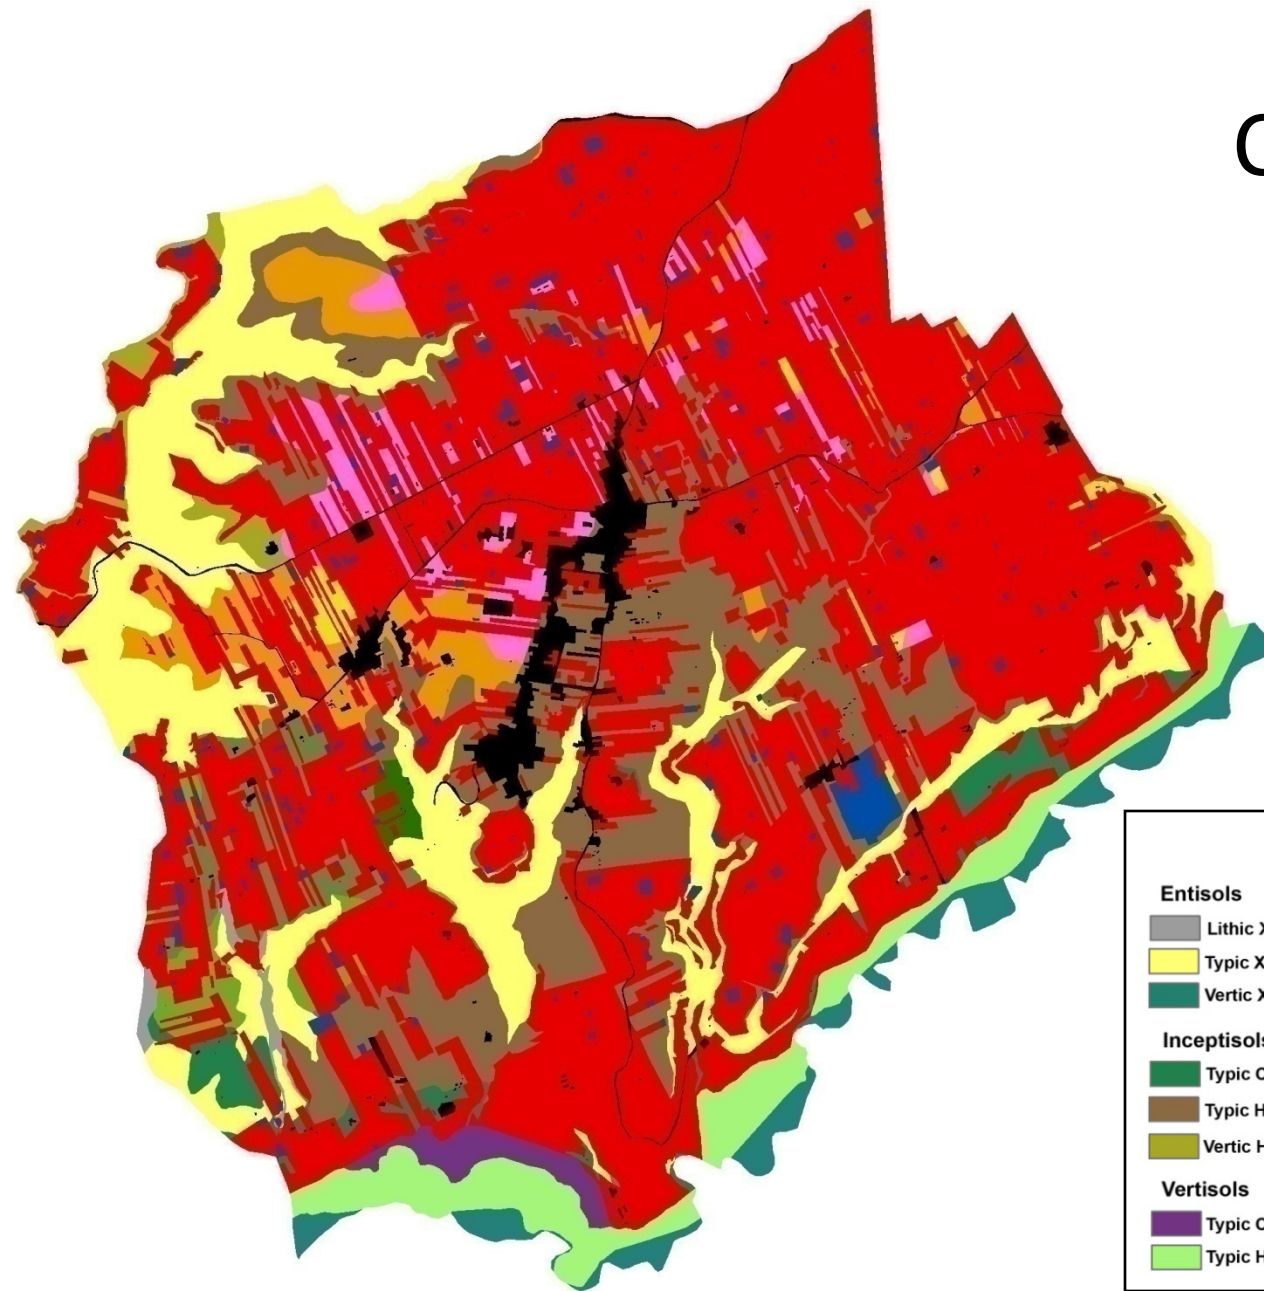 C
Entisols
Lithic X
Typic X
Vertic X
Inceptisols
Typic C
Typic H
Vertic H
Vertisols
Typic C
Typic H